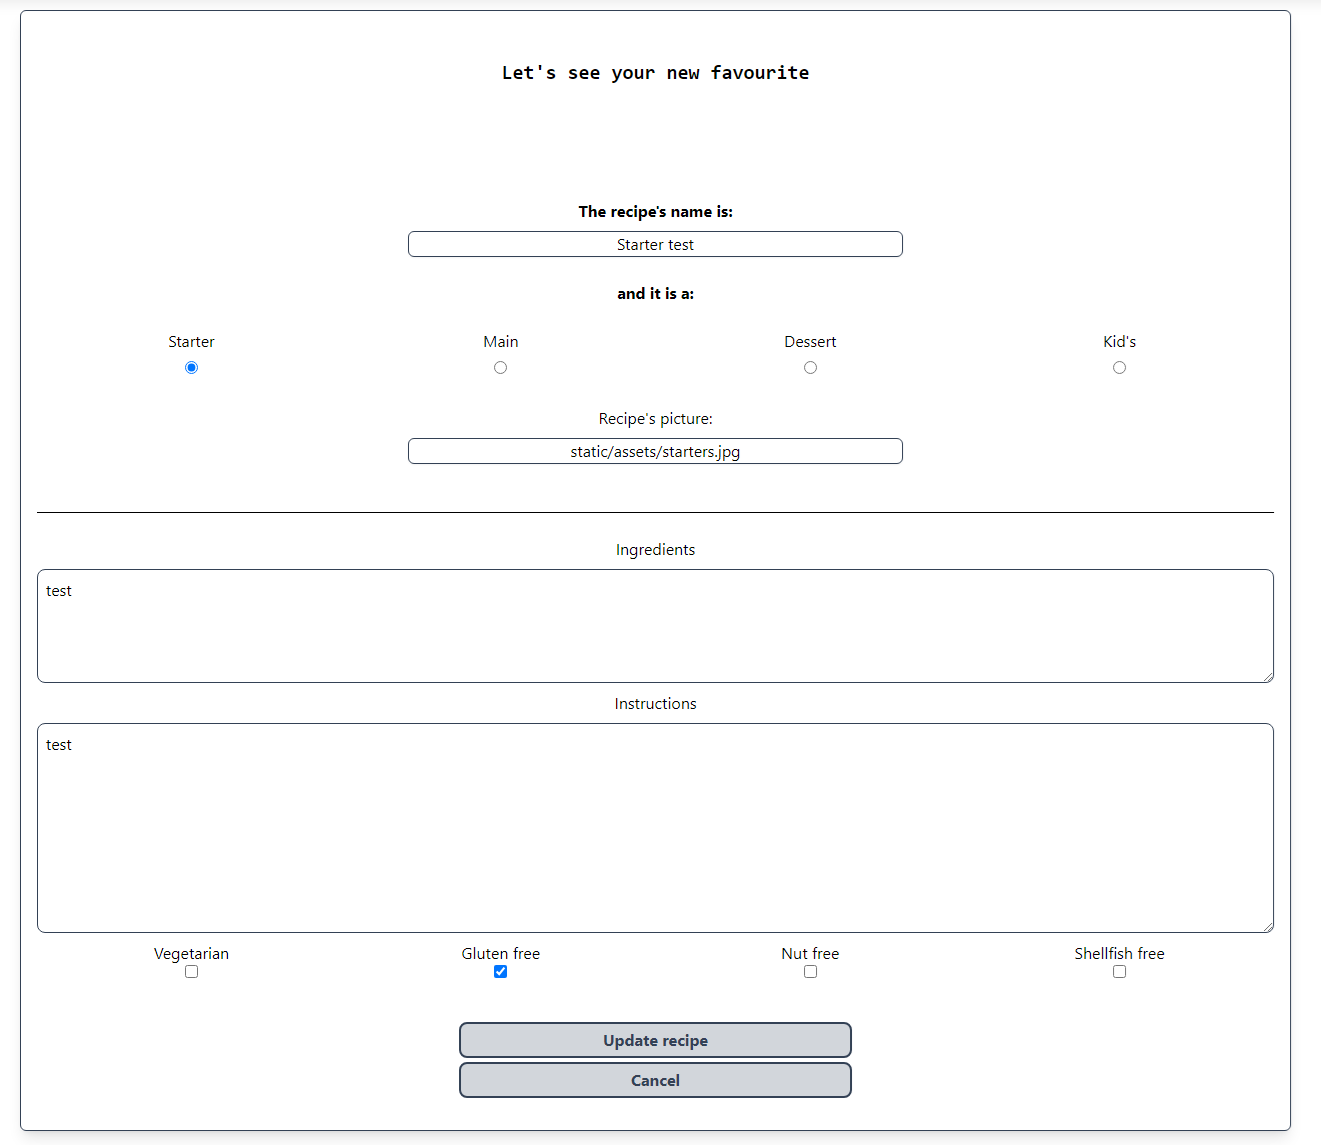 Let's see your new favourite
The recipe's name is:
Starter test
and it is a:
Starter Main Dessert Kid's
Recipe's picture:
static/assets/starters.jpg
Ingredients
test
Instructions
test
Vegetarian Gluten free Nut free Shellfish free
Update recipe
Cancel